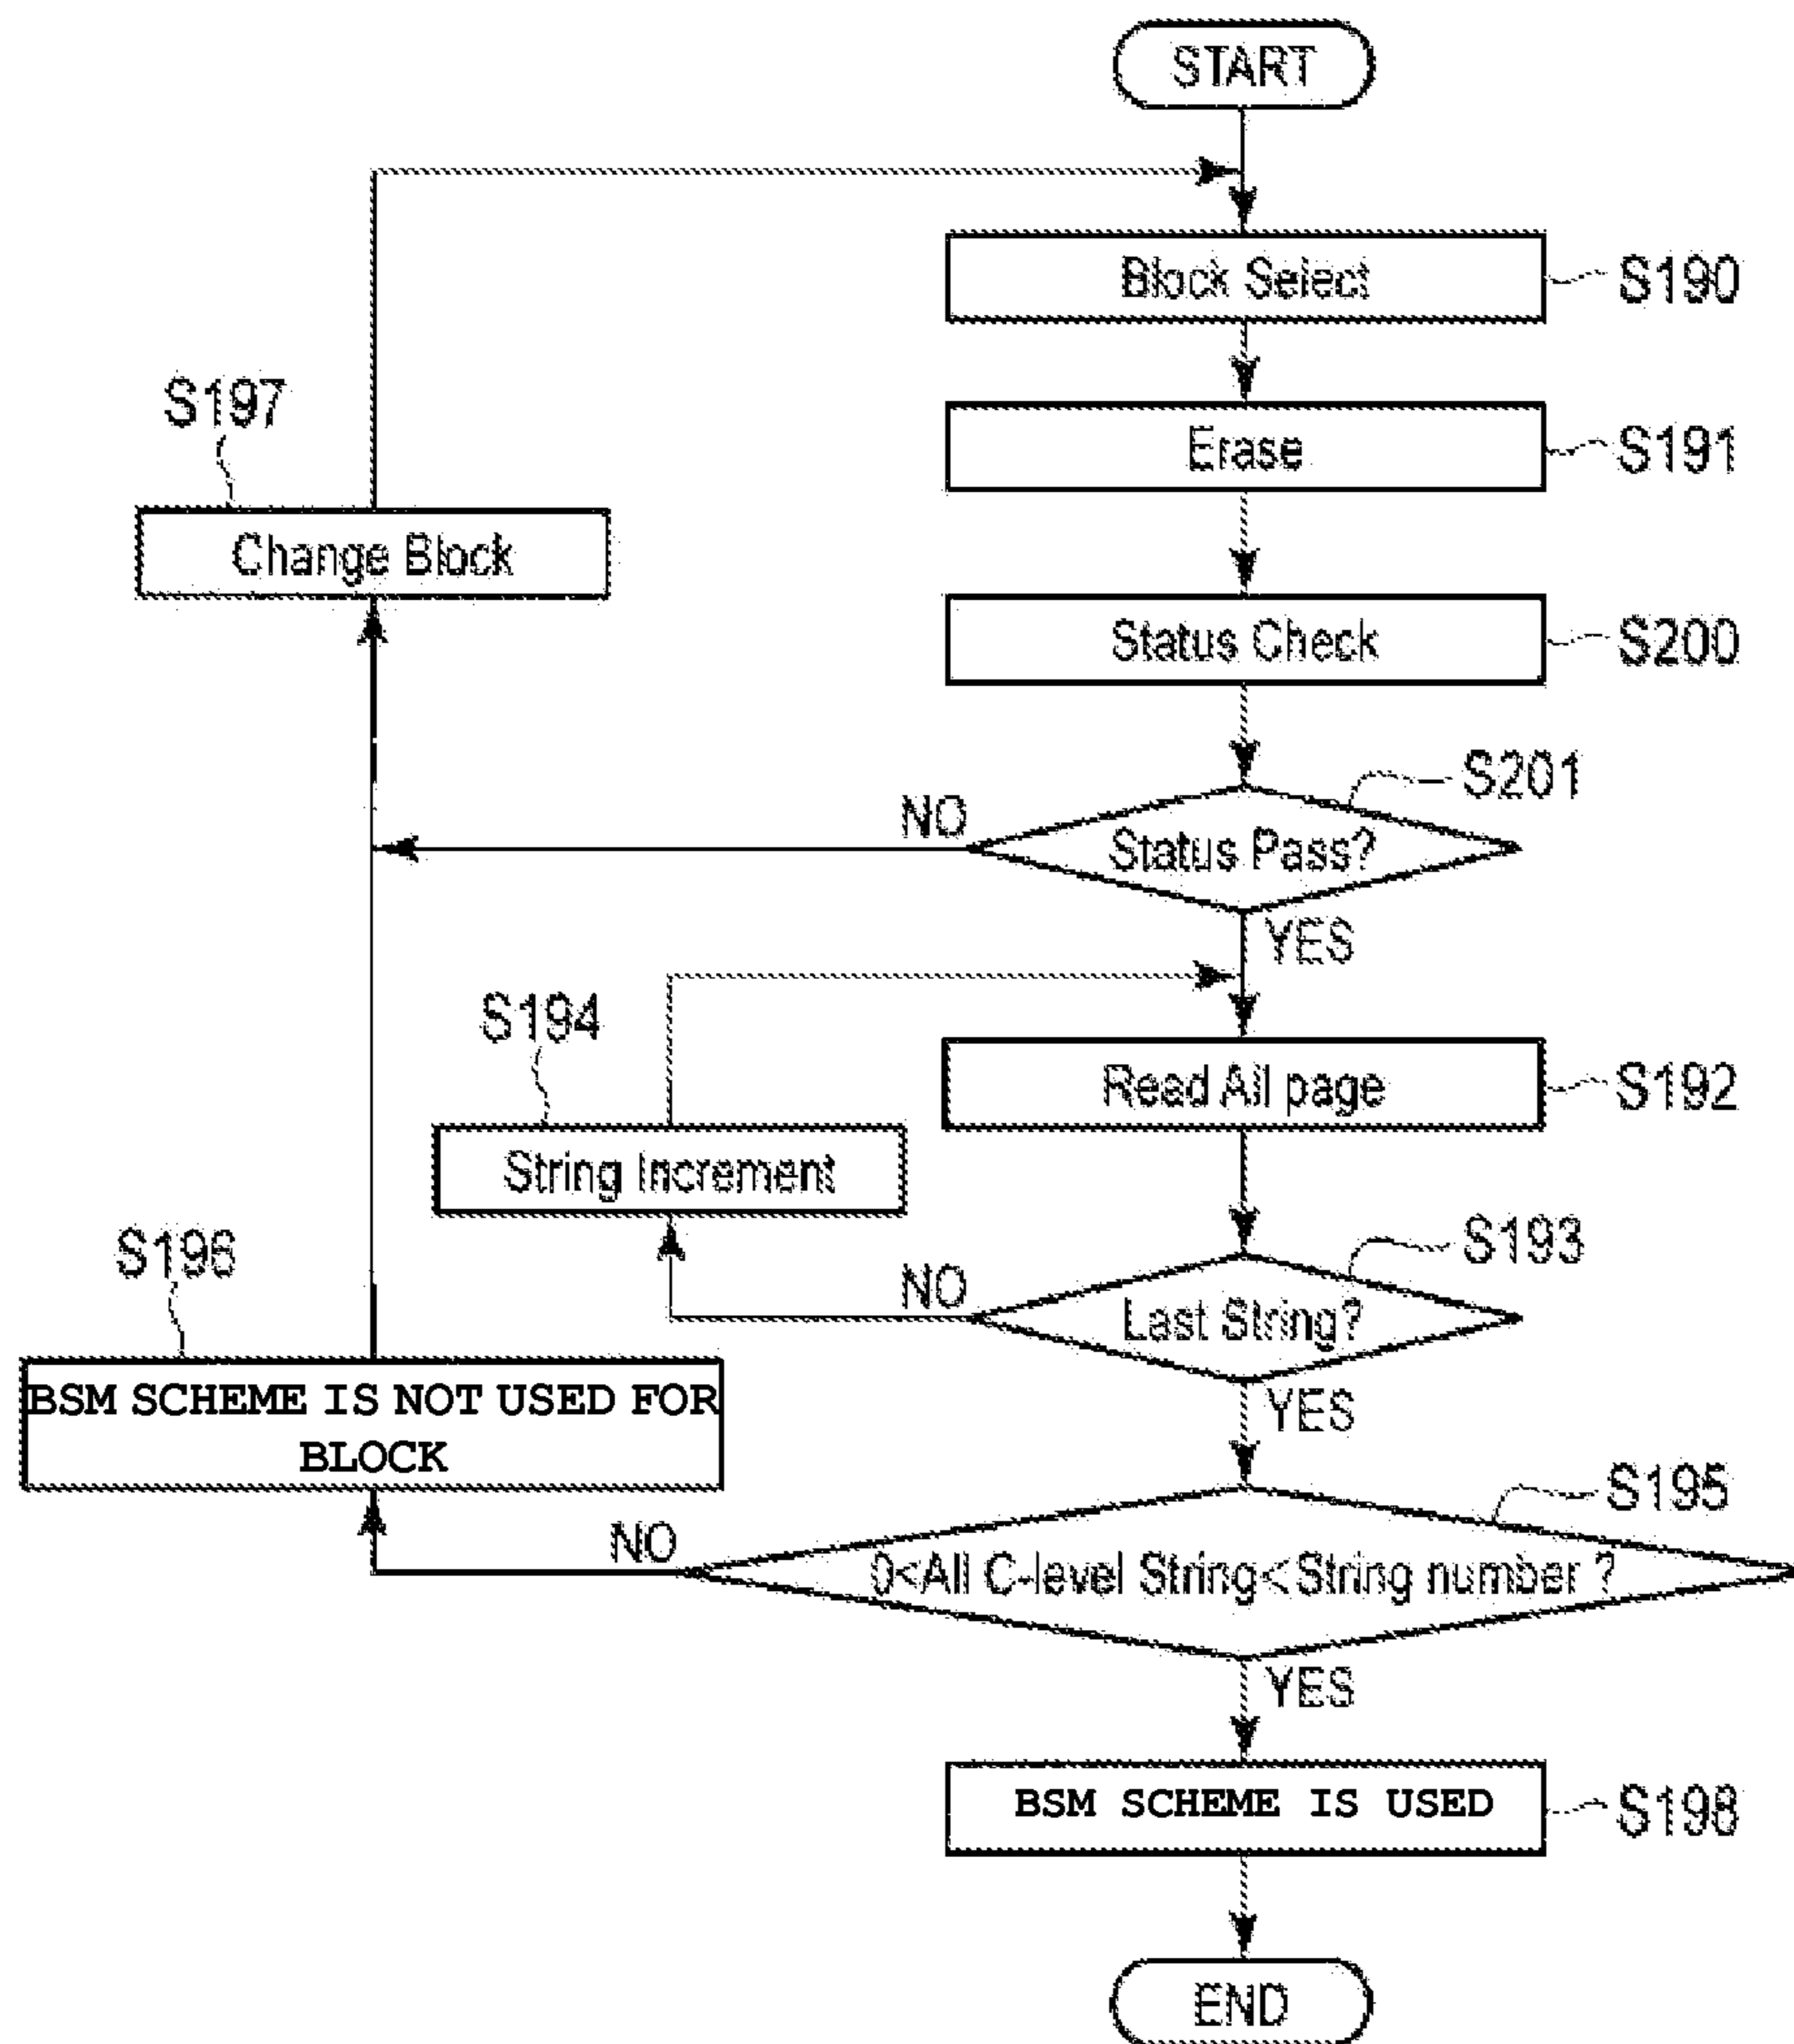 START
Block Select
S190
Erase
S191
S197
Change Block
Status Check
S200
S201
NO
Status Pass?
YES
S194
Read All page
S192
String Increment
S196
S193
NO
Last String?
YES
BSM SCHEME IS NOT USED FOR
BLOCK
S195
NO
0<All C-level String<String number ?
YES
BSM SCHEME IS USED
S198
END